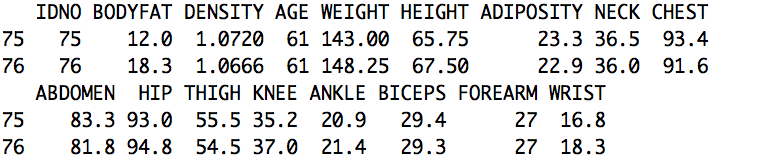 IDNO BODYFAT DENSITY AGE WEIGHT HEIGHT ADIPOSITY NECK CHEST
75 75 12.0 1.0720 61 143.00 65.75 23.3 36.5 93.4
76 76 18.3 1.0666 61 148.25 67.50 22.9 36.0 91.6
ABDOMEN HIP THIGH KNEE ANKLE BICEPS FOREARM WRIST
75 83.3 93.0 55.5 35.2 20.9 29.4 27 16.8
76 81.8 94.8 54.5 37.0 21.4 29.3 27 18.3